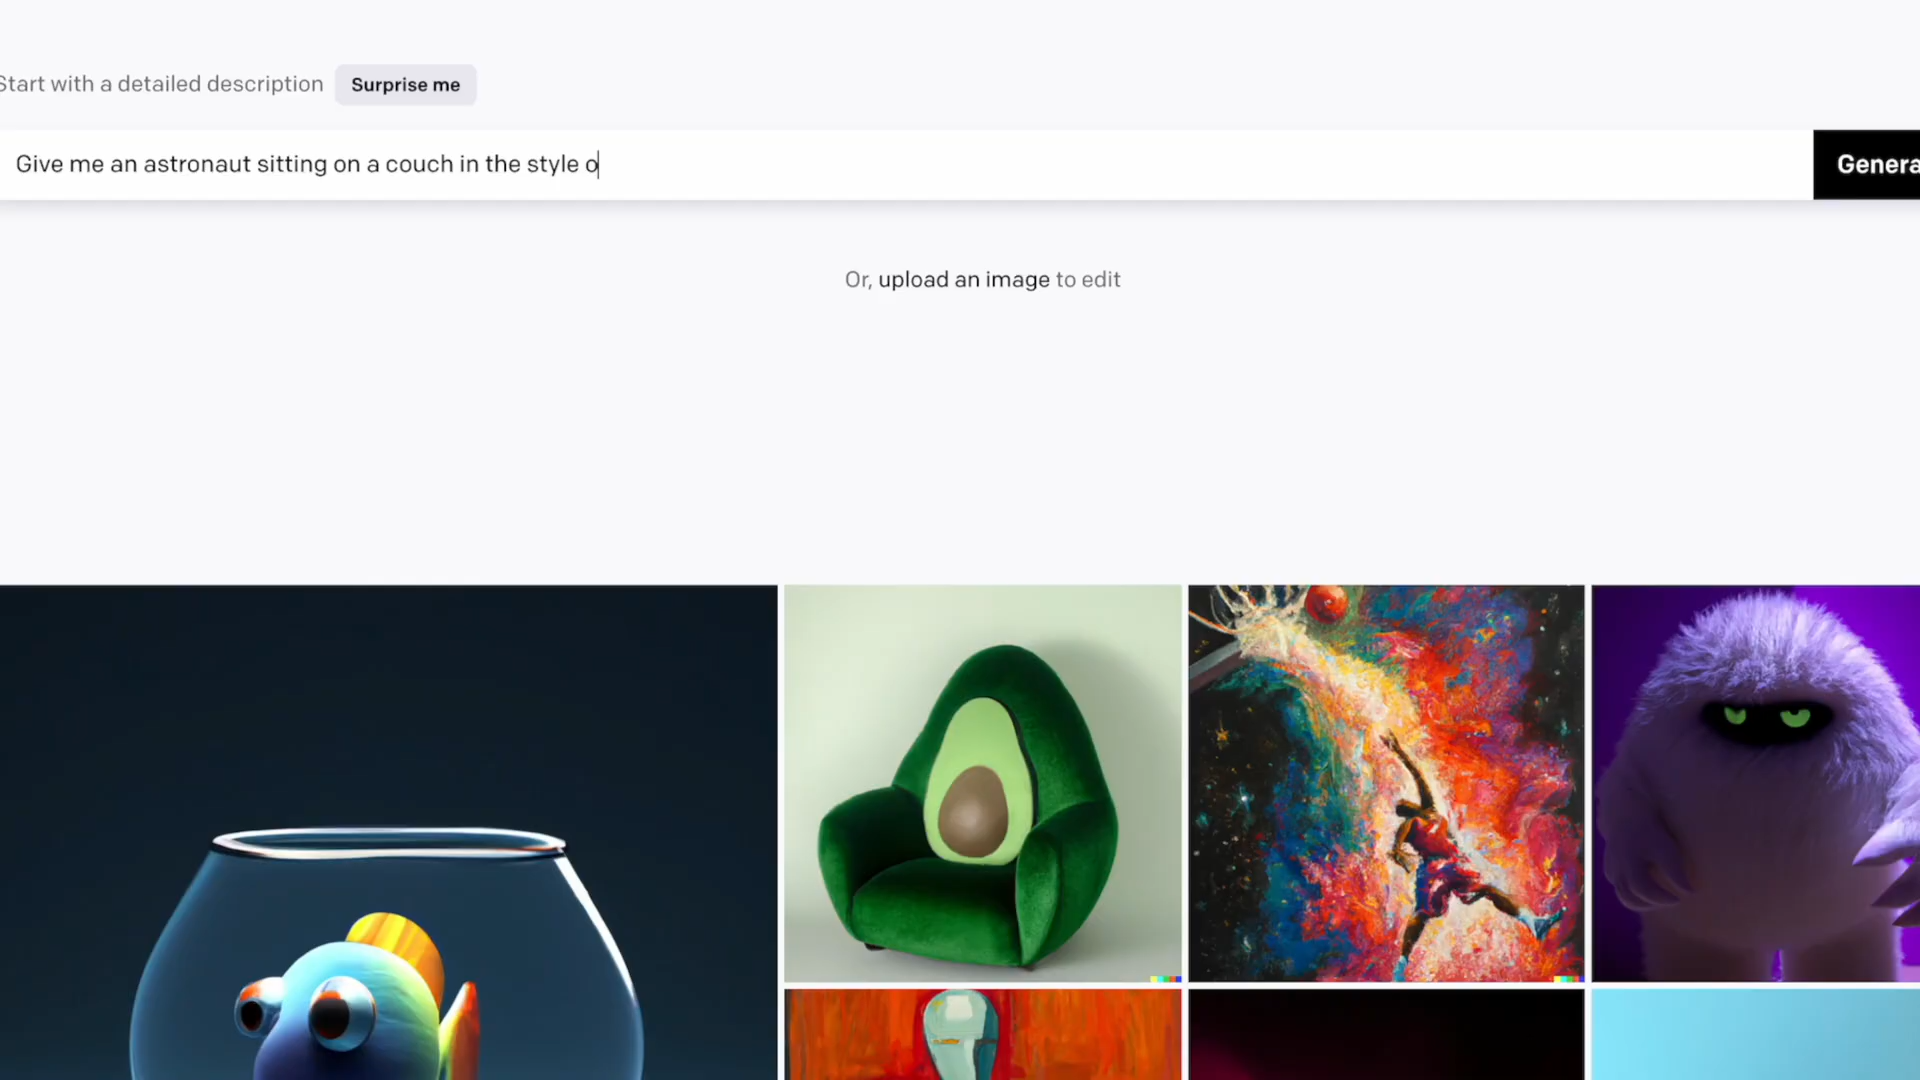 Start with a detailed description Surprise me
Give me an astronaut sitting on a couch in the style o
Genera
Or, upload an image to edit